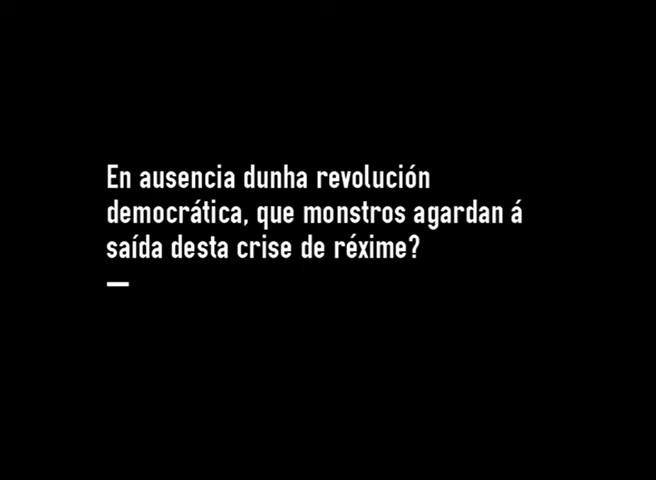 En ausencia dunha revolución
democrática, que monstros agardan á
saída desta crise de réxime?